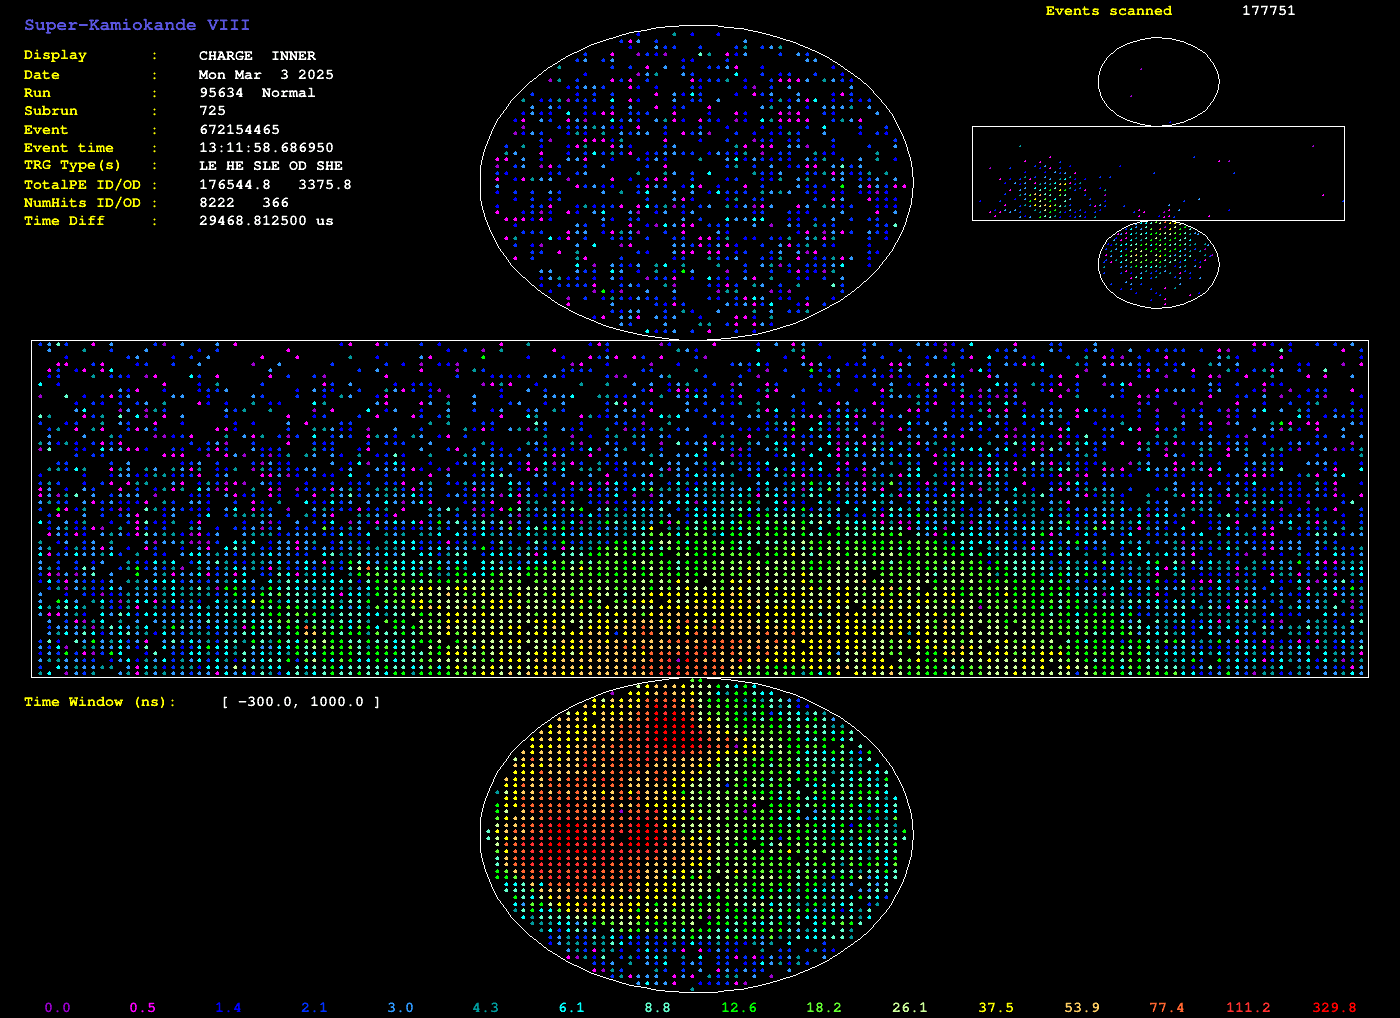 Super-Kamiokande VIII
Display : CHARGE INNER
Date : Mon Mar 3 2025
Run : 95634 Normal
Subrun : 725
Event : 672154465
Event time : 13:11:58.686950
TRG Type(s) : LE HE SLE OD SHE
TotalPE ID/OD : 176544.8 3375.8
NumHits ID/OD : 8222 366
Time Diff : 29468.812500 us
Events scanned 177751
Time Window (ns): [ -300.0, 1000.0 ]
0.0 0.5 1.4 2.1 3.0 4.3 6.1 8.8 12.6 18.2 26.1 37.5 53.9 77.4 111.2 329.8